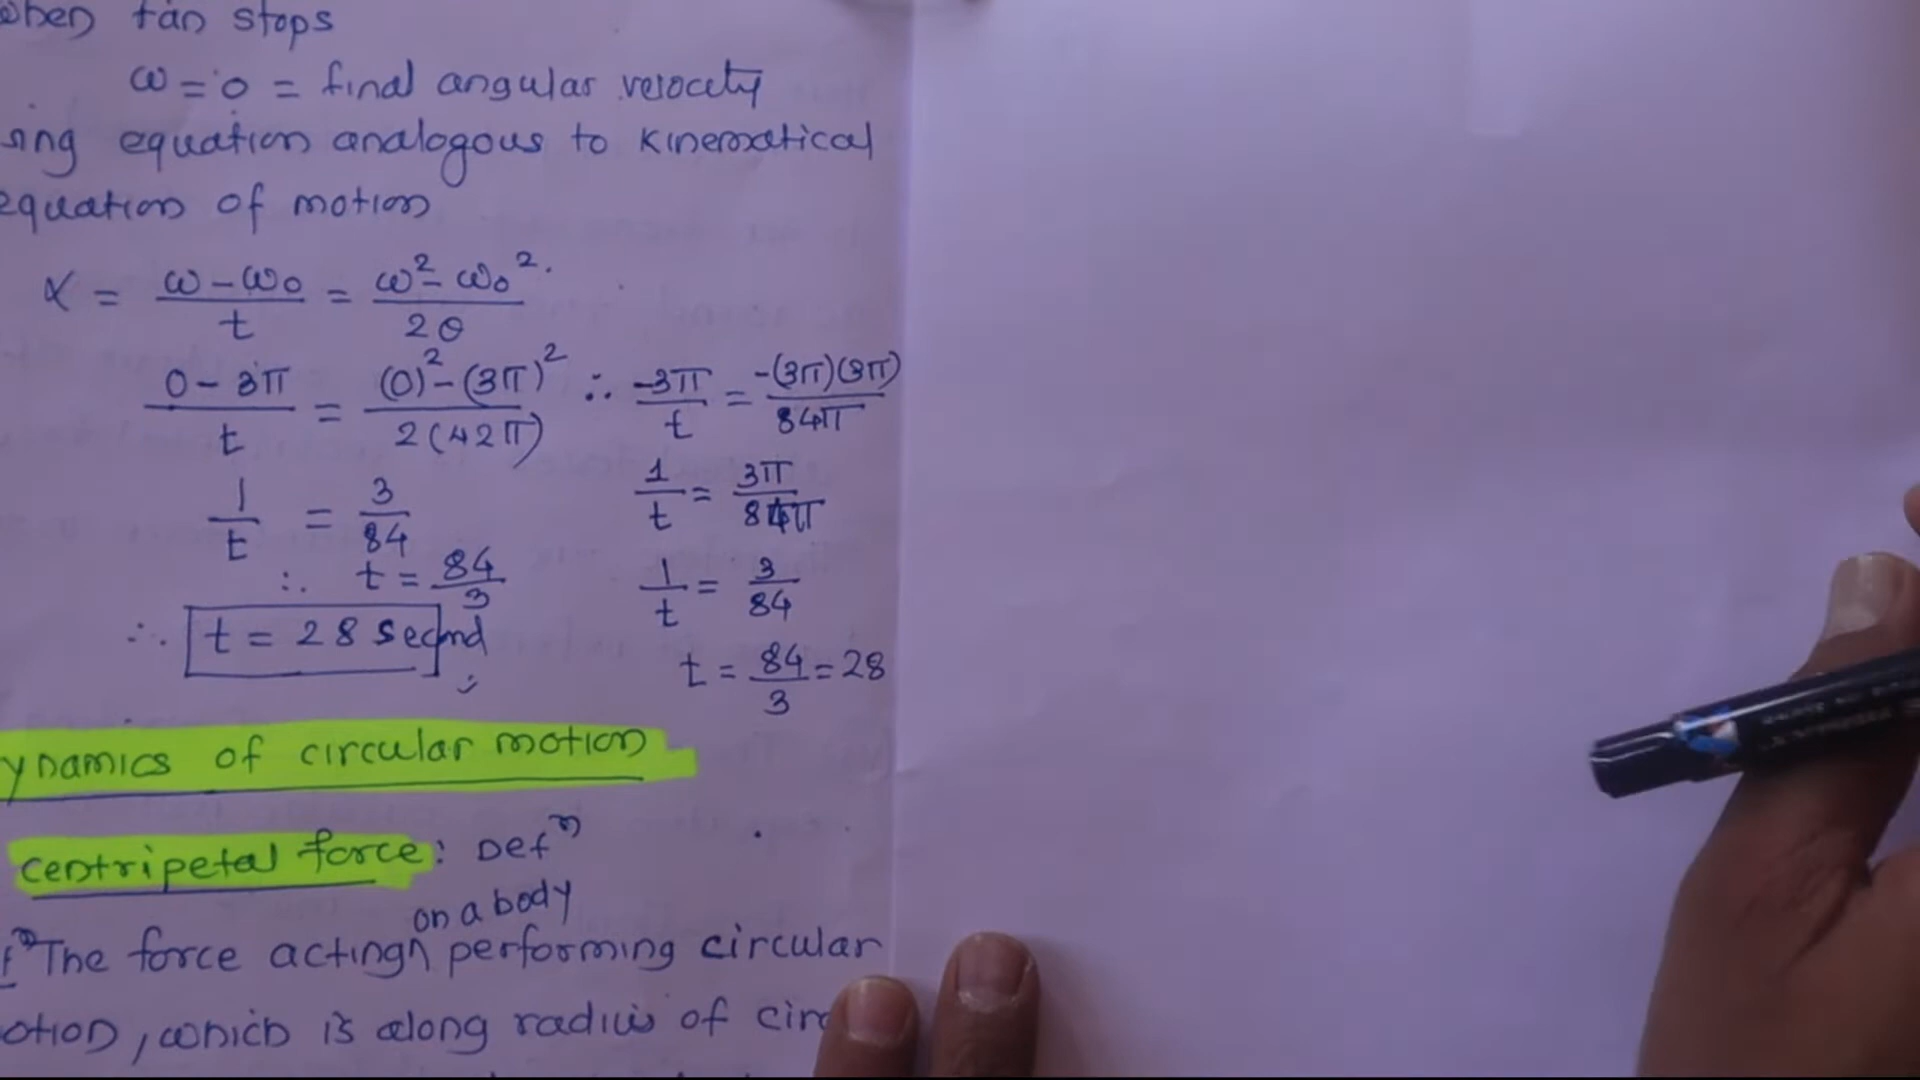 when fan stops
ω = 0 = final angular velocity
sing equation analogous to kinematical
equation of motion
α = ω - ω₀ / t = ω² - ω₀² / 2θ
0 - 3π / t = (0)² - (3π)² / 2(42π) ∴ -3π / t = -(3π)(3π) / 84π
1 / t = 3 / 84
1 / t = 3π / 84π
∴ t = 84 / 3
1 / t = 3 / 84
∴ t = 28 second
t = 84 / 3 = 28
ynamics of circular motion
centripetal force : Defⁿ
on a body
The force acting performing circular
otion, which is along radius of circ